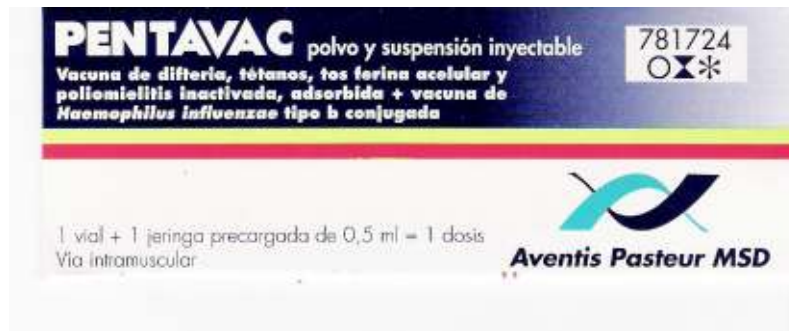 PENTAVAC polvo y suspensión inyectable
781724
Vacuna de difteria, tétanos, tos ferina acelular y
poliomielitis inactivada, adsorbida + vacuna de
Haemophilus influenzae tipo b conjugada
1 vial + 1 jeringa precargada de 0,5 ml = 1 dosis
Via intramuscular
Aventis Pasteur MSD